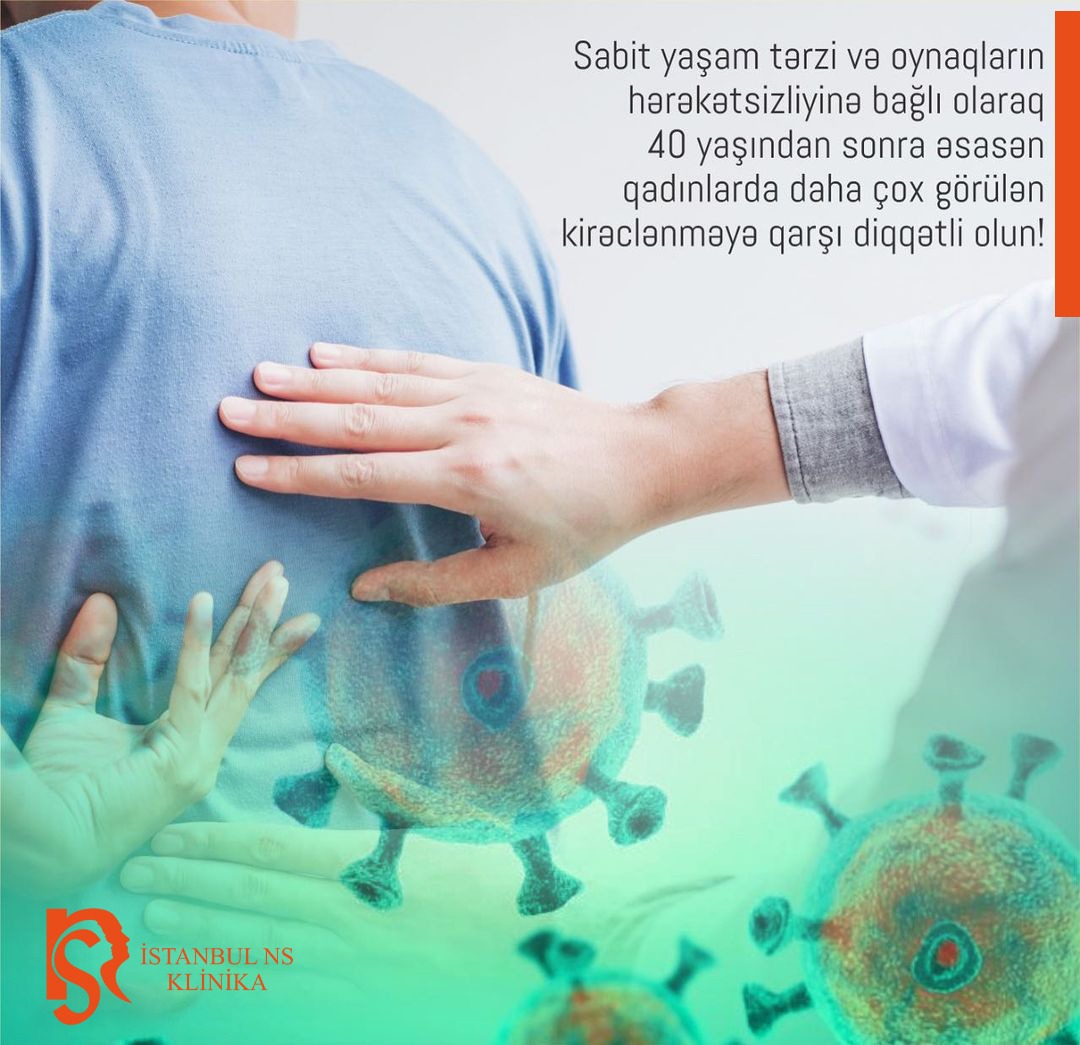 Sabit yaşam tərzi və oynaqların
hərəkətsizliyinə bağlı olaraq
40 yaşından sonra əsasən
qadınlarda daha çox görülən
kirəclənməyə qarşı diqqətli olun!
İSTANBUL NS
KLİNİKA